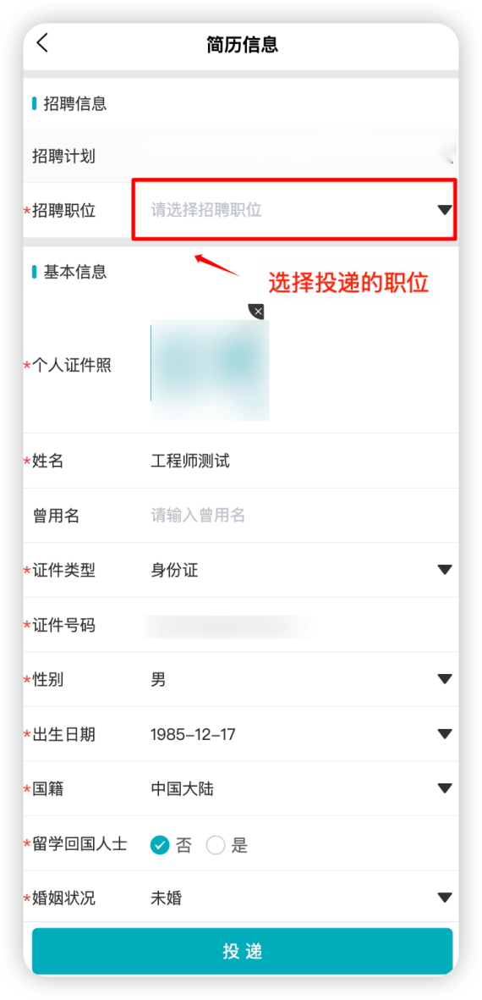 简历信息
招聘信息
招聘计划
*招聘职位 请选择招聘职位
基本信息
选择投递的职位
*个人证件照
*姓名 工程师测试
曾用名 请输入曾用名
*证件类型 身份证
*证件号码
*性别 男
*出生日期 1985-12-17
*国籍 中国大陆
*留学回国人士 否 是
*婚姻状况 未婚
投递